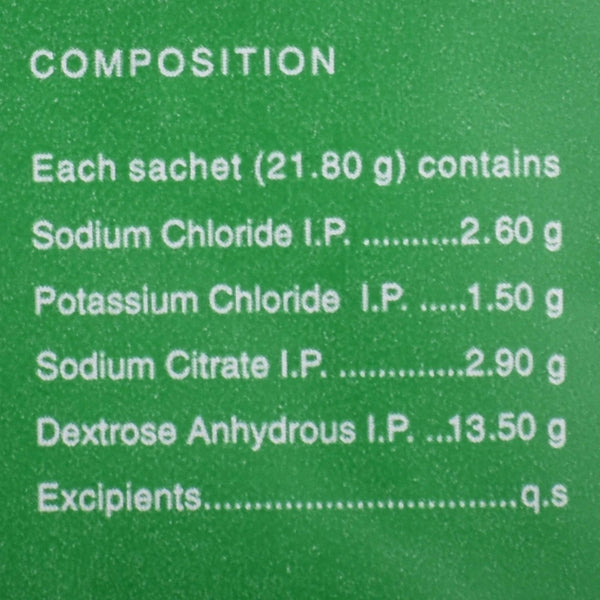 COMPOSITION
Each sachet (21.80 g) contains
Sodium Chloride I.P. ..........2.60 g
Potassium Chloride I.P. .....1.50 g
Sodium Citrate I.P. .............2.90 g
Dextrose Anhydrous I.P. ...13.50 g
Excipients................................q.s